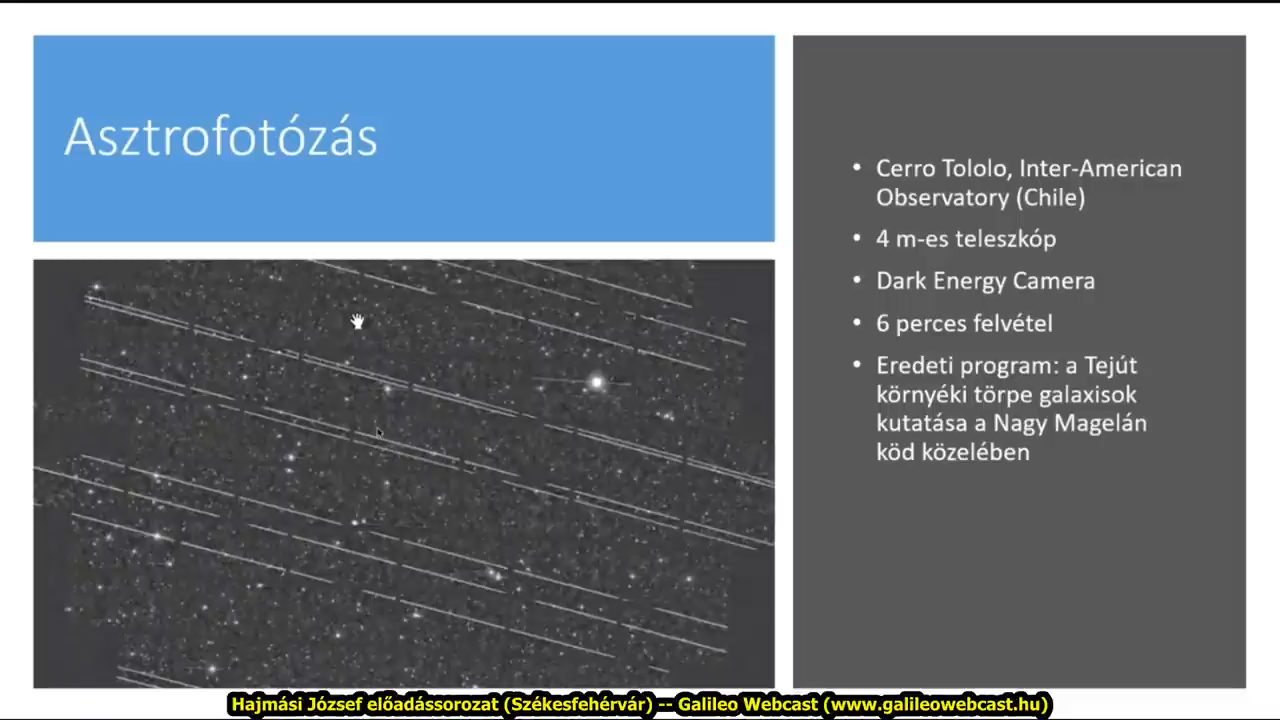 Asztrofotózás
• Cerro Tololo, Inter-American
Observatory (Chile)
• 4 m-es teleszkóp
• Dark Energy Camera
• 6 perces felvétel
• Eredeti program: a Tejút
környéki törpe galaxisok
kutatása a Nagy Magelán
köd közelében
Hajmási József előadássorozat (Székesfehérvár) -- Galileo Webcast (www.galileowebcast.hu)